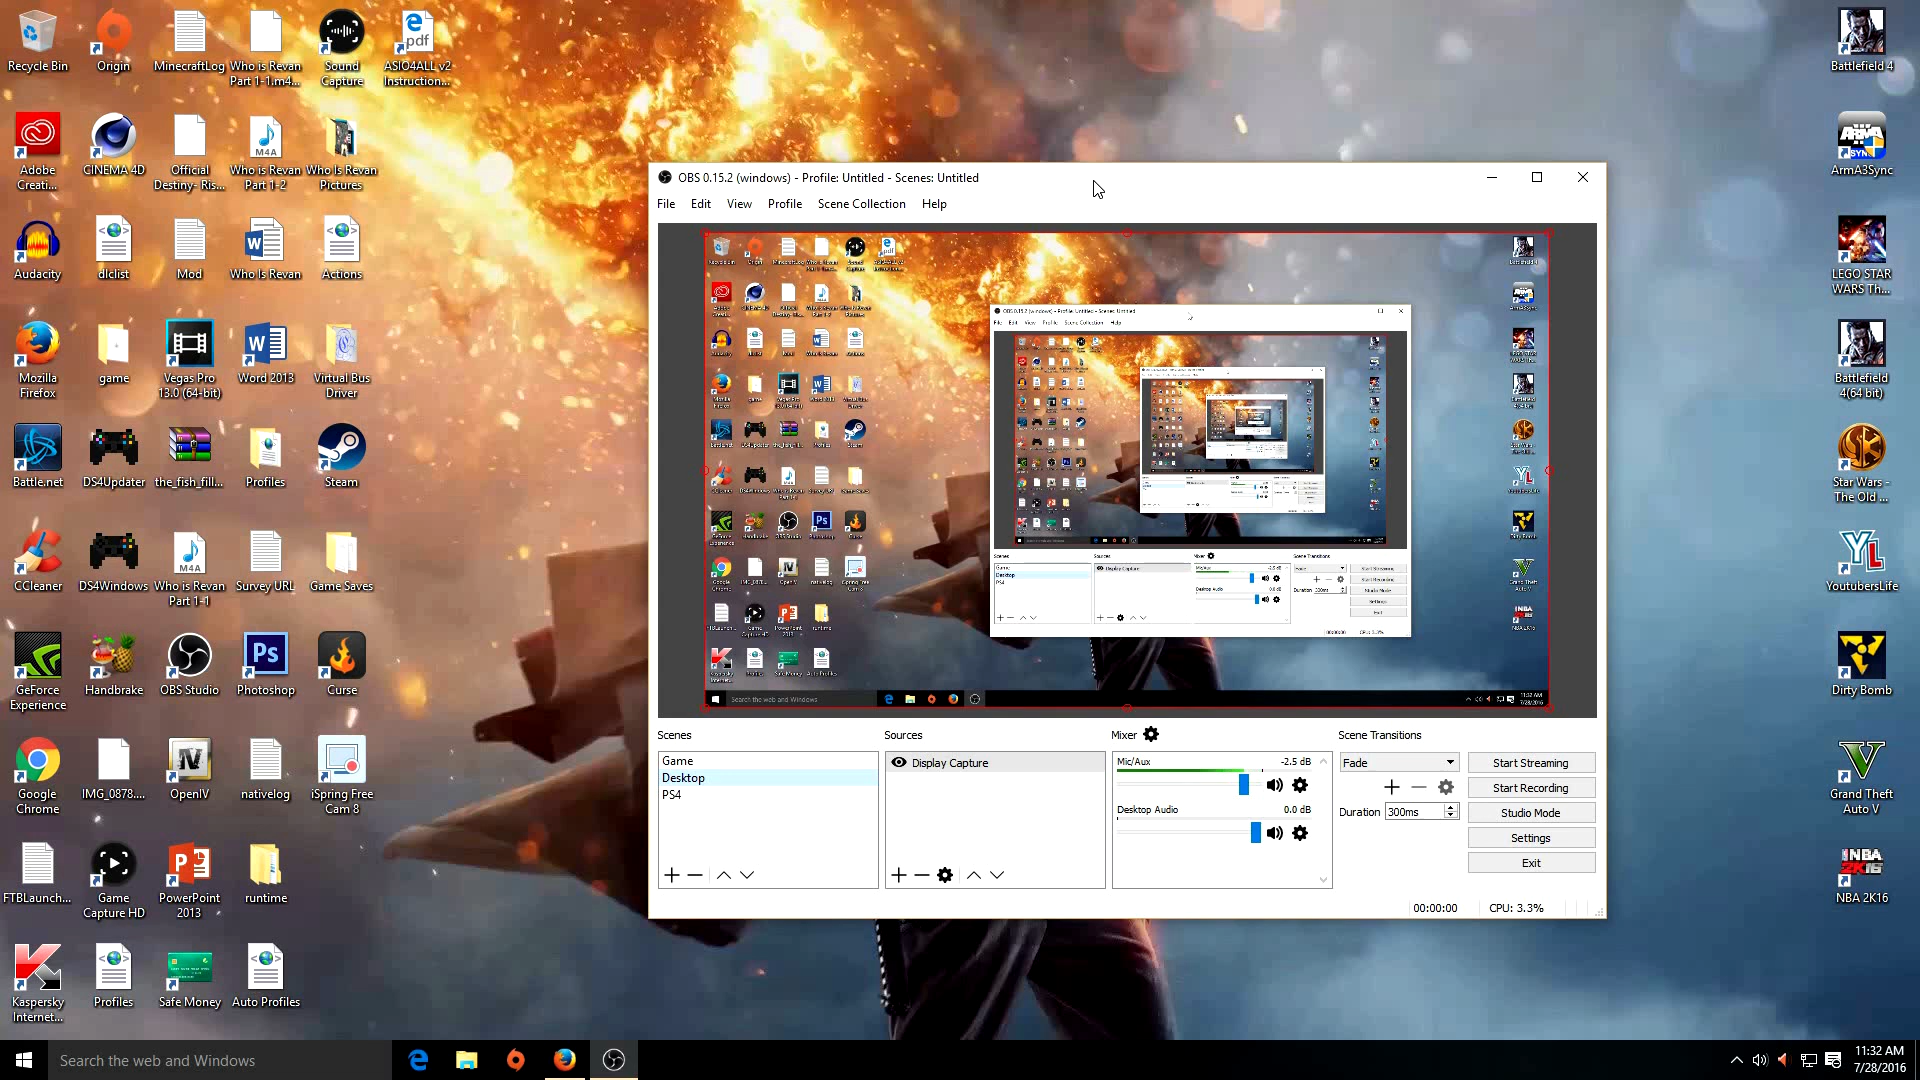 Recycle Bin
Origin
MinecraftLog
Who is Revan
Part 1-1.m4...
Sound
Capture
ASIO4ALL v2
Instruction...
Adobe
Creati...
CINEMA 4D
Official
Destiny- Ris...
Who is Revan
Part 1-2
Who Is Revan
Pictures
Audacity
dlclist
Mod
Who Is Revan
Actions
Mozilla
Firefox
game
Vegas Pro
13.0 (64-bit)
Word 2013
Virtual Bus
Driver
Battle.net
DS4Updater
the_fish_fill...
Profiles
Steam
CCleaner
DS4Windows
Who is Revan
Part 1-1
Survey URL
Game Saves
GeForce
Experience
Handbrake
OBS Studio
Photoshop
Curse
Google
Chrome
IMG_0878....
OpenIV
nativelog
iSpring Free
Cam 8
FTBLaunch...
Game
Capture HD
PowerPoint
2013
runtime
Kaspersky
Internet...
Profiles
Safe Money
Auto Profiles
OBS 0.15.2 (windows) - Profile: Untitled - Scenes: Untitled
File Edit View Profile Scene Collection Help
Scenes
Game
Desktop
PS4
Sources
Display Capture
Mixer
Mic/Aux -2.5 dB
Desktop Audio 0.0 dB
Scene Transitions
Fade
Duration 300ms
Start Streaming
Start Recording
Studio Mode
Settings
Exit
00:00:00 CPU: 3.3%
Battlefield 4
ArmA3Sync
LEGO STAR
WARS Th...
Battlefield
4(64 bit)
Star Wars -
The Old ...
YoutubersLife
Dirty Bomb
Grand Theft
Auto V
NBA 2K16
Search the web and Windows
11:32 AM
7/28/2016